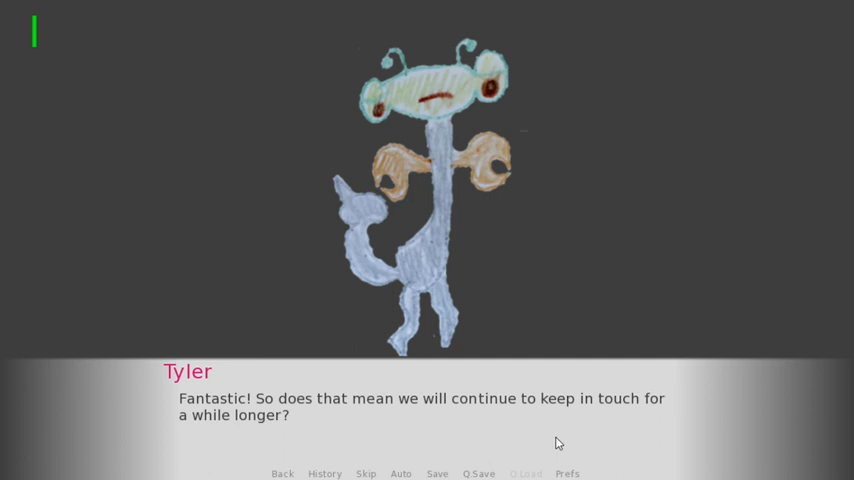 Tyler
Fantastic! So does that mean we will continue to keep in touch for
a while longer?
Back History Skip Auto Save Q.Save Q.Load Prefs